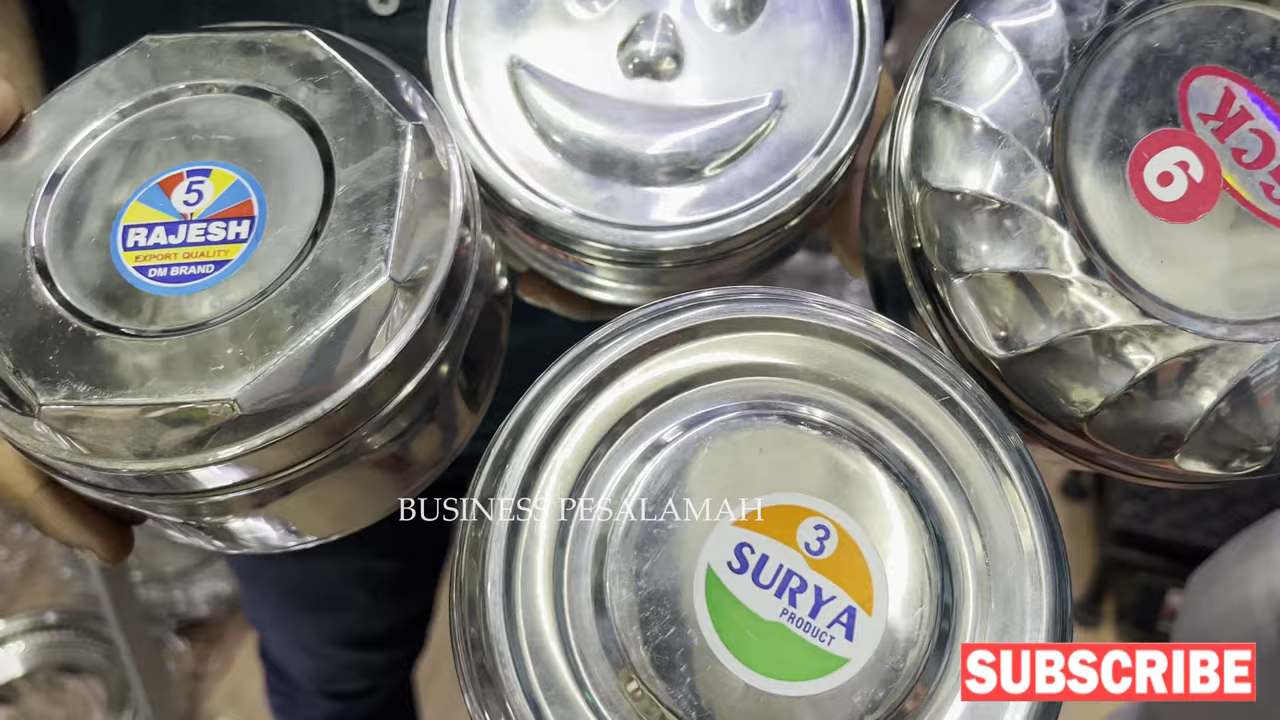 5
RAJESH
EXPORT QUALITY
DM BRAND
6
BUSINESS PESALAMAH
3
SURYA
PRODUCT
SUBSCRIBE